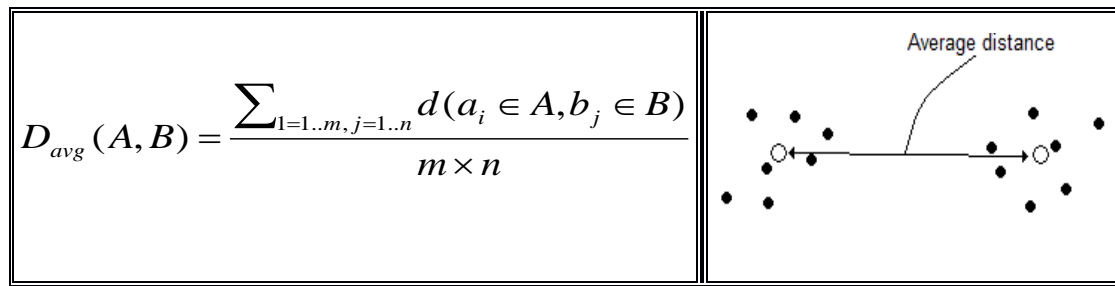 D_avg (A, B) = ∑_{1=1..m, j=1..n} d(a_i ∈ A, b_j ∈ B) / m × n
Average distance